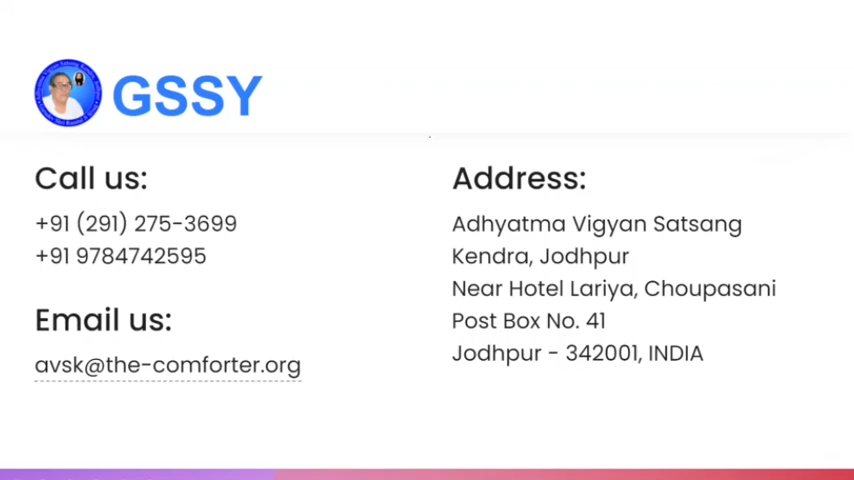 GSSY
Call us:
+91 (291) 275-3699
+91 9784742595
Email us:
avsk@the-comforter.org
Address:
Adhyatma Vigyan Satsang
Kendra, Jodhpur
Near Hotel Lariya, Choupasani
Post Box No. 41
Jodhpur - 342001, INDIA